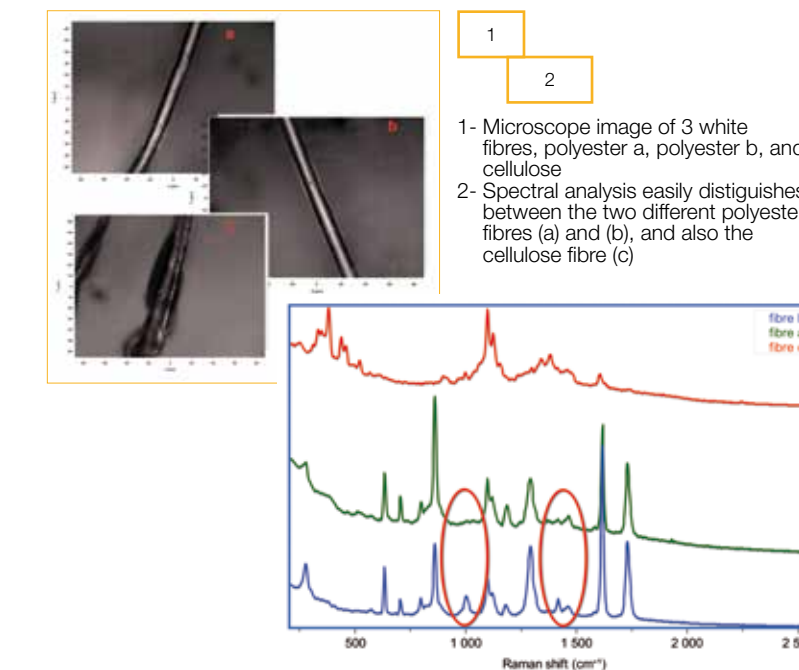 a
b
1
2
1- Microscope image of 3 white
fibres, polyester a, polyester b, and
cellulose
2- Spectral analysis easily distiguishes
between the two different polyeste
fibres (a) and (b), and also the
cellulose fibre (c)
fibre
fibre
fibre
500
1 000
1 500
2 000
2 5
Raman shift (cm⁻¹)